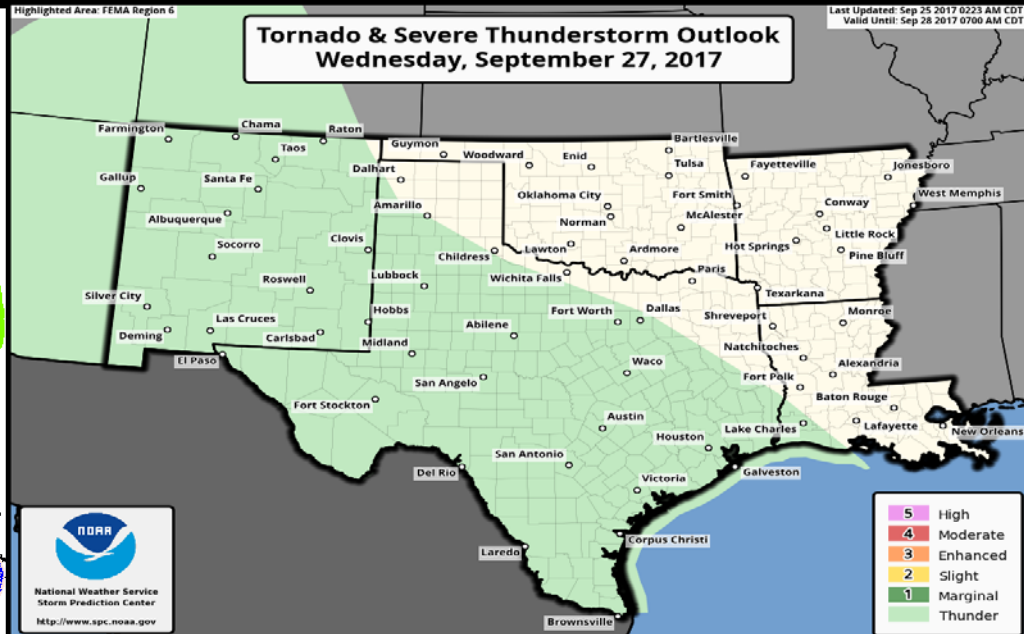 Highlighted Area: FEMA Region 6
Last Updated: Sep 25 2017 0223 AM CDT
Valid Until: Sep 28 2017 0700 AM CDT
Tornado & Severe Thunderstorm Outlook
Wednesday, September 27, 2017
Farmington
Chama
Raton
Taos
Guymon
Woodward
Enid
Bartlesville
Tulsa
Fayetteville
Jonesboro
Gallup
Santa Fe
Dalhart
Oklahoma City
Fort Smith
West Memphis
Albuquerque
Amarillo
Norman
McAlester
Conway
Socorro
Clovis
Childress
Lawton
Ardmore
Hot Springs
Little Rock
Pine Bluff
Roswell
Lubbock
Wichita Falls
Paris
Texarkana
Silver City
Las Cruces
Hobbs
Fort Worth
Dallas
Shreveport
Monroe
Deming
Carlsbad
Midland
Abilene
Natchitoches
El Paso
San Angelo
Waco
Fort Polk
Alexandria
Fort Stockton
Austin
Baton Rouge
Lake Charles
Lafayette
New Orleans
Houston
Del Rio
San Antonio
Galveston
Victoria
Laredo
Corpus Christi
Brownsville
NOAA
National Weather Service
Storm Prediction Center
http://www.spc.noaa.gov
5 High
4 Moderate
3 Enhanced
2 Slight
1 Marginal
Thunder